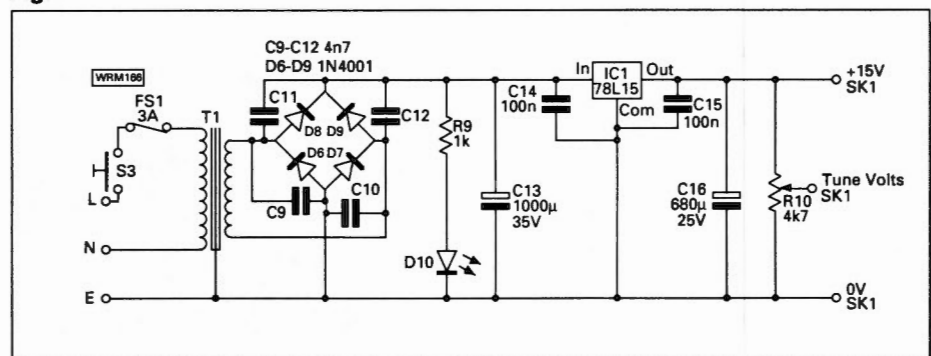 C9-C12 4n7
D6-D9 1N4001
WRM166
FS1
3A
T1
S3
L
N
E
C11
C12
D8
D9
D6
D7
C9
C10
R9
1k
D10
C13
1000μ
35V
C14
100n
In
IC1
78L15
Out
Com
C15
100n
C16
680μ
25V
R10
4k7
+15V
SK1
Tune Volts
SK1
0V
SK1